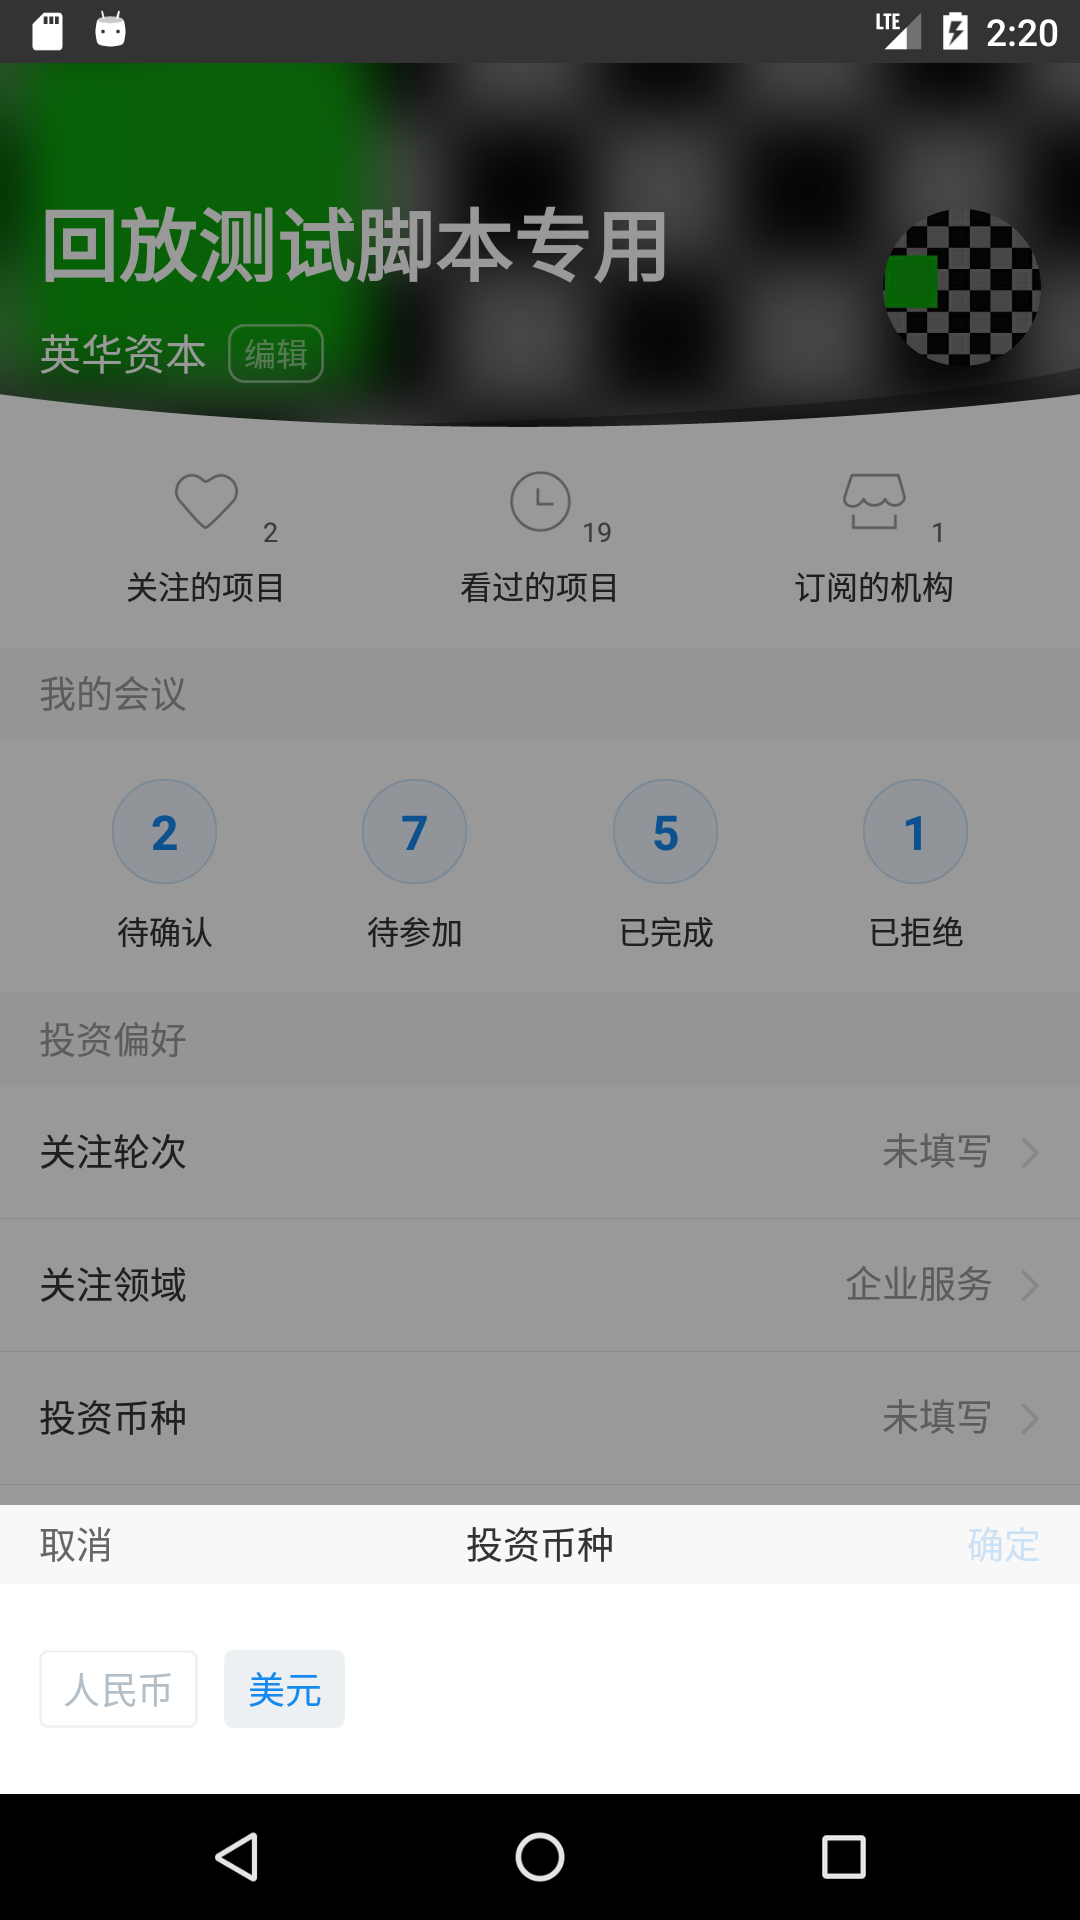 LTE 2:20
回放测试脚本专用
英华资本 编辑
2 19 1
关注的项目 看过的项目 订阅的机构
我的会议
2 7 5 1
待确认 待参加 已完成 已拒绝
投资偏好
关注轮次 未填写
关注领域 企业服务
投资币种 未填写
取消 投资币种 确定
人民币 美元